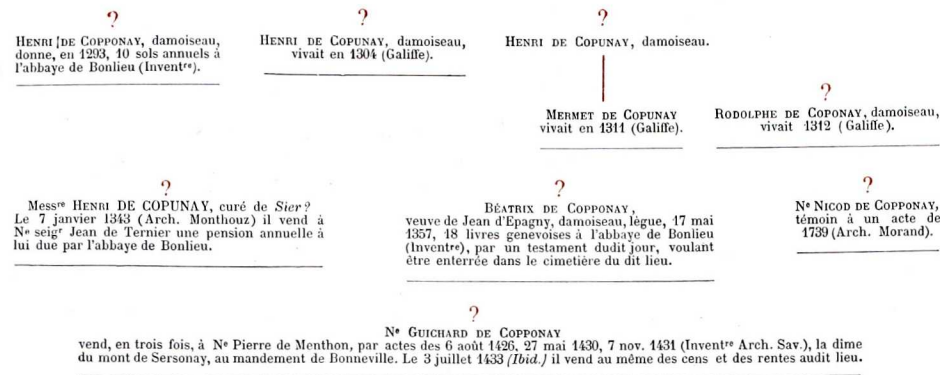 ?
HENRI DE COPPONAY, damoiseau,
donne, en 1293, 10 sols annuels à
l'abbaye de Bonlieu (Inventre).
?
HENRI DE COPUNAY, damoiseau,
vivait en 1304 (Galiffe).
?
HENRI DE COPUNAY, damoiseau.
MERMET DE COPUNAY
vivait en 1311 (Galiffe).
?
RODOLPHE DE COPONAY, damoiseau,
vivait 1312 (Galiffe).
?
Messre HENRI DE COPUNAY, curé de Sier?
Le 7 janvier 1343 (Arch. Monthouz) il vend à
Ne seigr Jean de Ternier une pension annuelle à
lui due par l'abbaye de Bonlieu.
?
BÉATRIX DE COPPONAY,
veuve de Jean d'Epagny, damoiseau, lègue, 17 mai
1357, 18 livres genevoises à l'abbaye de Bonlieu
(Inventre), par un testament dudit jour, voulant
être enterrée dans le cimetière du dit lieu.
?
Ne NICOD DE COPPONAY,
témoin à un acte de
1739 (Arch. Morand).
?
Ne GUICHARD DE COPPONAY
vend, en trois fois, à Ne Pierre de Menthon, par actes des 6 août 1426, 27 mai 1430, 7 nov. 1431 (Inventre Arch. Sav.), la dime
du mont de Sersonay, au mandement de Bonneville. Le 3 juillet 1433 (Ibid.) il vend au même des cens et des rentes audit lieu.